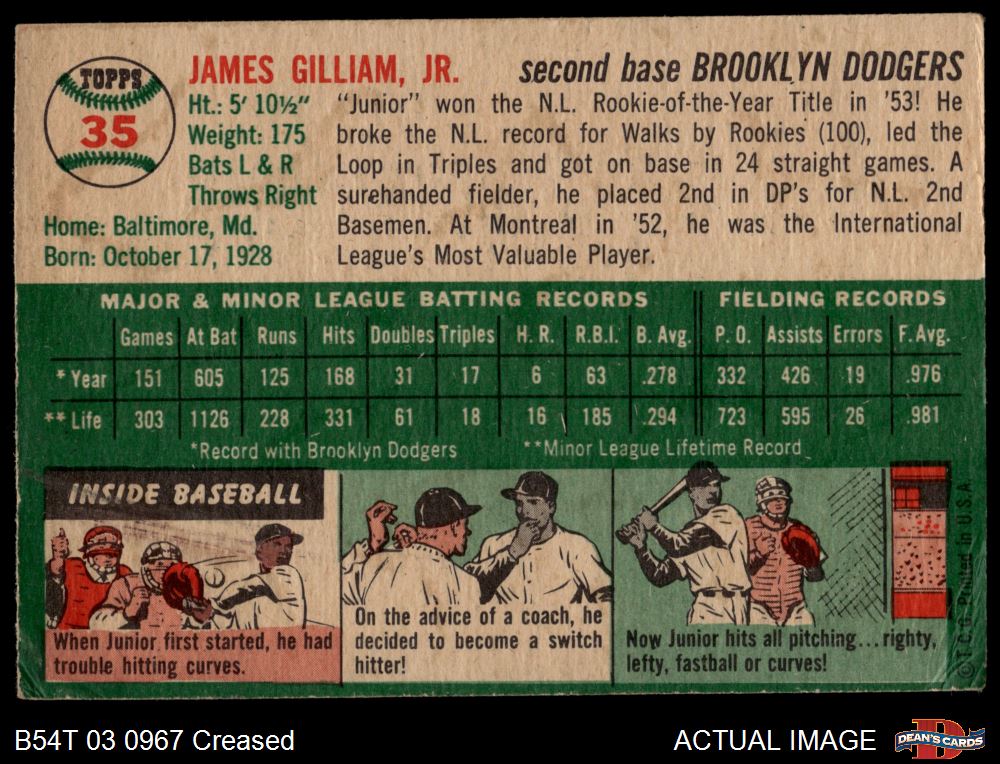 TOPPS
35
JAMES GILLIAM, JR.
second base BROOKLYN DODGERS
Ht.: 5' 10½"
Weight: 175
Bats L & R
Throws Right
Home: Baltimore, Md.
Born: October 17, 1928
"Junior" won the N.L. Rookie-of-the-Year Title in '53! He
broke the N.L. record for Walks by Rookies (100), led the
Loop in Triples and got on base in 24 straight games. A
surehanded fielder, he placed 2nd in DP's for N.L. 2nd
Basemen. At Montreal in '52, he was the International
League's Most Valuable Player.
MAJOR & MINOR LEAGUE BATTING RECORDS FIELDING RECORDS
Games At Bat Runs Hits Doubles Triples H. R. R.B.I. B. Avg. P. O. Assists Errors F. Avg.
* Year 151 605 125 168 31 17 6 63 .278 332 426 19 .976
** Life 303 1126 228 331 61 18 16 185 .294 723 595 26 .981
*Record with Brooklyn Dodgers **Minor League Lifetime Record
INSIDE BASEBALL
When Junior first started, he had
trouble hitting curves.
On the advice of a coach, he
decided to become a switch
hitter!
Now Junior hits all pitching...righty,
lefty, fastball or curves!
© T.C.G. Printed in U.S.A.
B54T 03 0967 Creased
ACTUAL IMAGE
DEAN'S CARDS